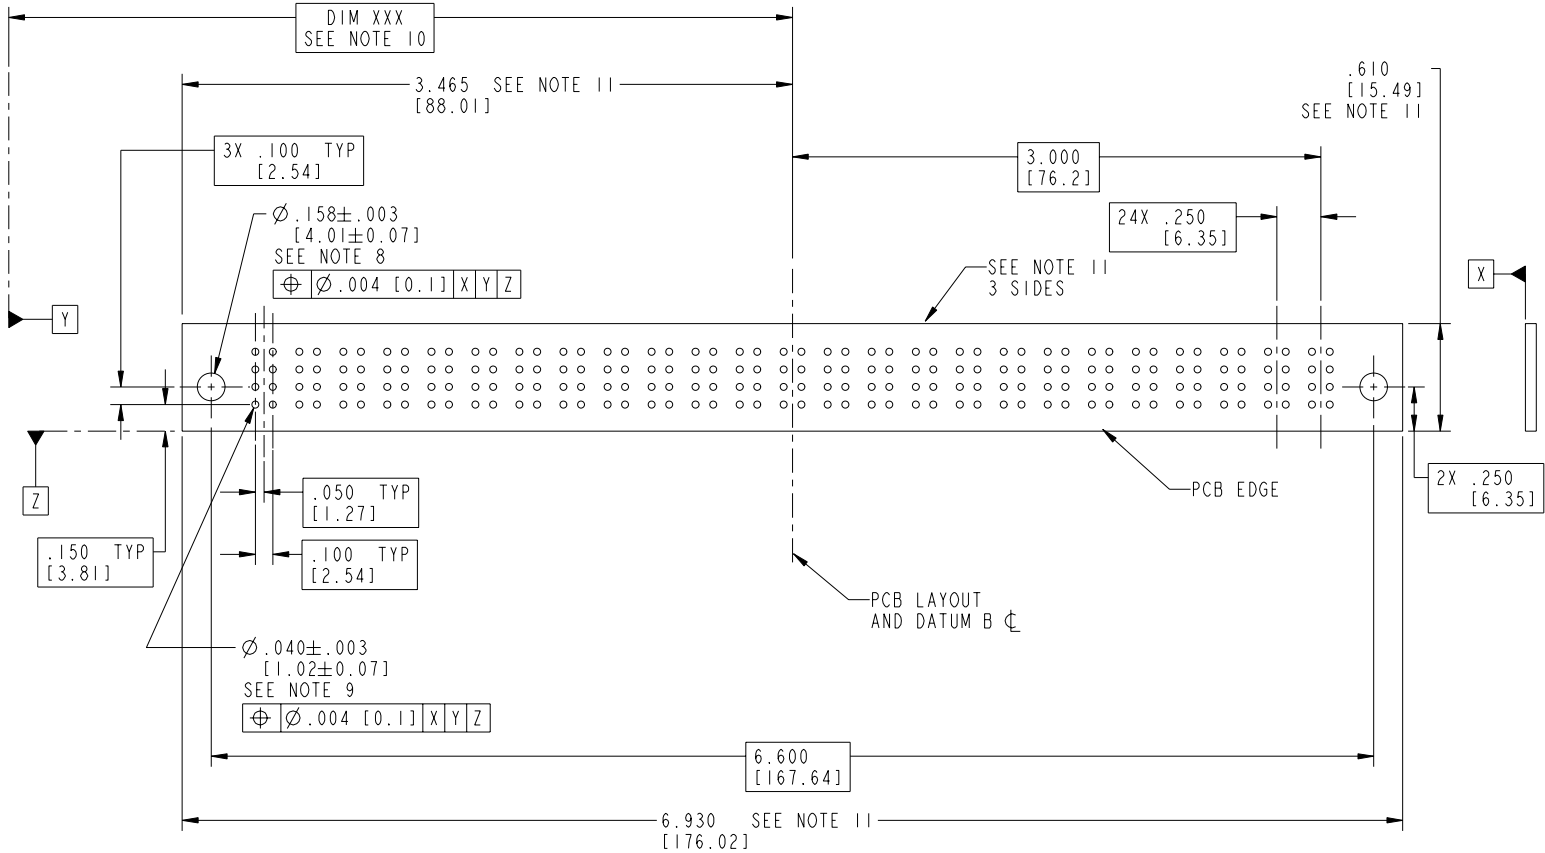 DIM XXX
SEE NOTE 10
3.465 SEE NOTE 11
[88.01]
.610
[15.49]
SEE NOTE 11
3X .100 TYP
[2.54]
3.000
[76.2]
24X .250
[6.35]
Ø.158±.003
[4.01±0.07]
SEE NOTE 8
⌖ Ø.004 [0.1] X Y Z
SEE NOTE 11
3 SIDES
X
Y
Z
.050 TYP
[1.27]
PCB EDGE
2X .250
[6.35]
.150 TYP
[3.81]
.100 TYP
[2.54]
PCB LAYOUT
AND DATUM B ℄
Ø.040±.003
[1.02±0.07]
SEE NOTE 9
⌖ Ø.004 [0.1] X Y Z
6.600
[167.64]
6.930 SEE NOTE 11
[176.02]